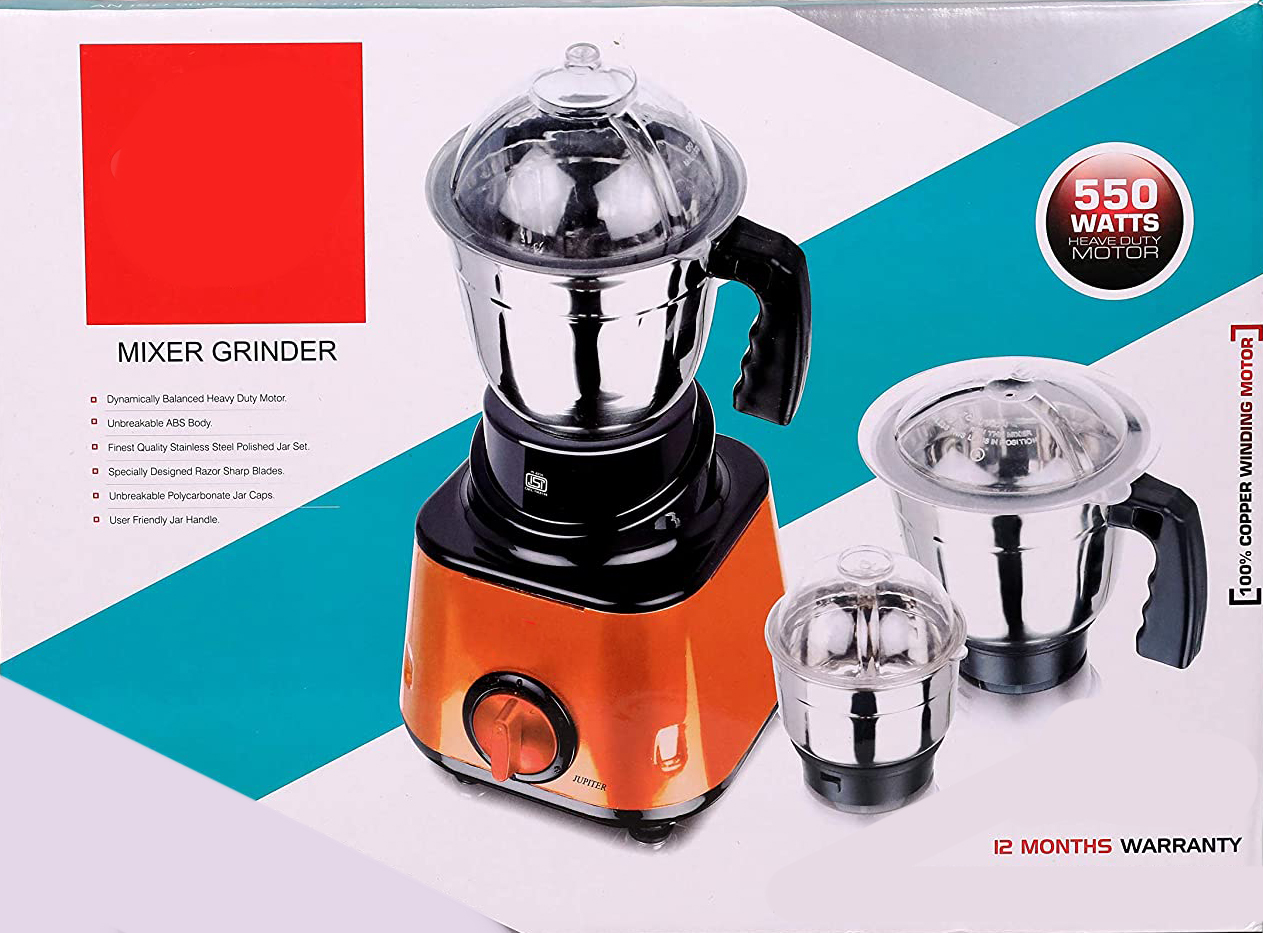 MIXER GRINDER
Dynamically Balanced Heavy Duty Motor.
Unbreakable ABS Body.
Finest Quality Stainless Steel Polished Jar Set.
Specially Designed Razor Sharp Blades.
Unbreakable Polycarbonate Jar Caps.
User Friendly Jar Handle.
550
WATTS
HEAVE DUTY
MOTOR
100% COPPER WINDING MOTOR
JUPITER
12 MONTHS WARRANTY